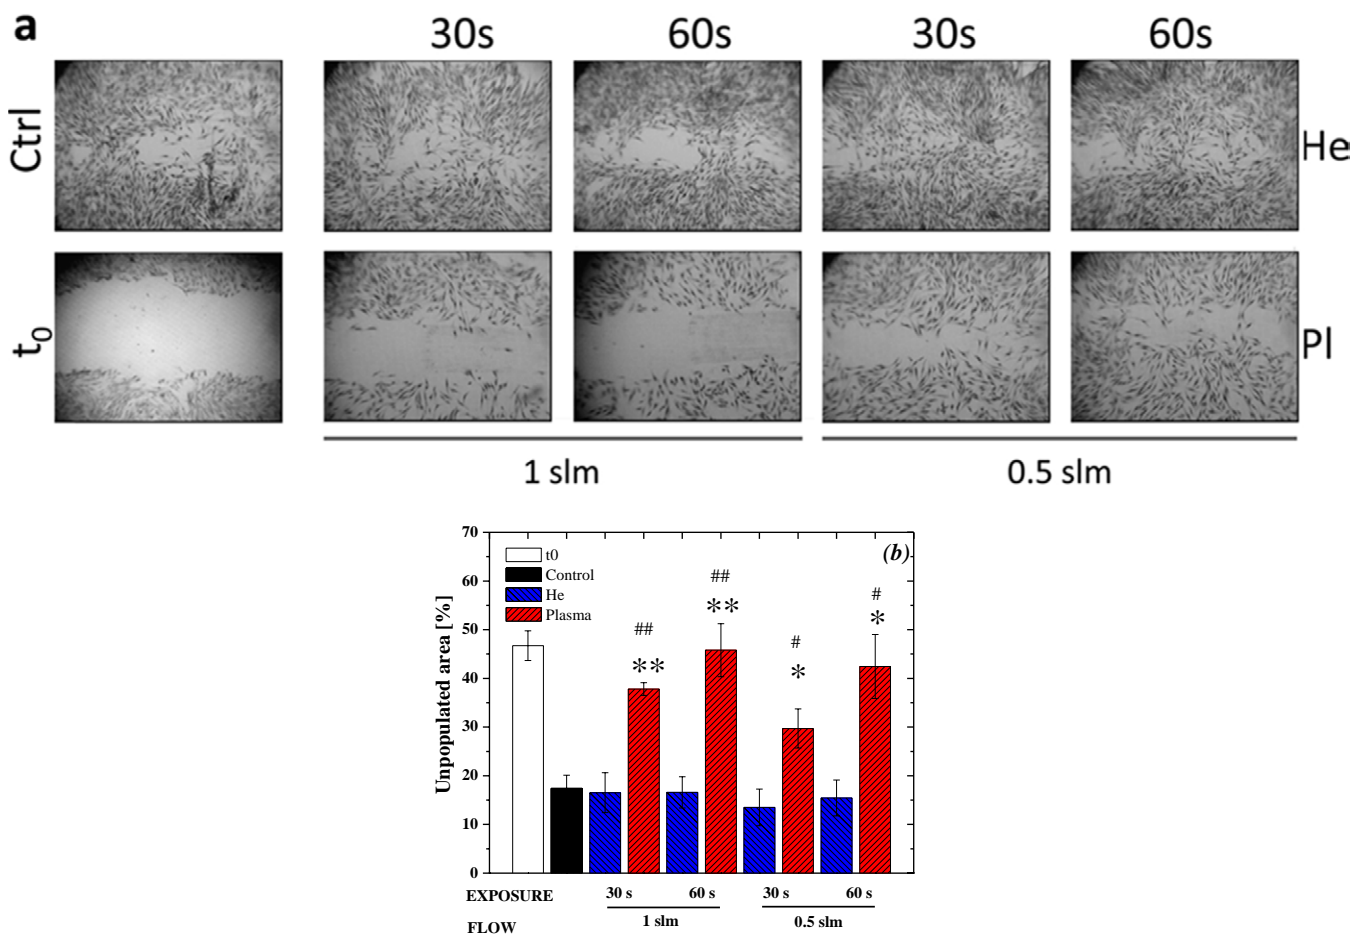 a
30s 60s 30s 60s
Ctrl
He
t0
Pl
1 slm 0.5 slm
(b)
t0
Control
He
Plasma
Unpopulated area [%]
70
60
50
40
30
20
10
0
## ** ## ** # * # *
EXPOSURE 30 s 60 s 30 s 60 s
FLOW 1 slm 0.5 slm